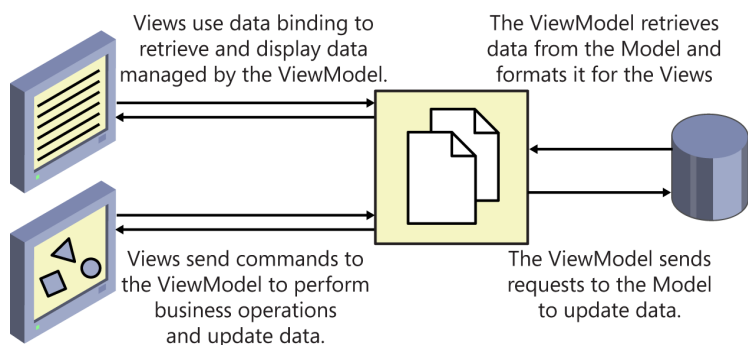 Views use data binding to
retrieve and display data
managed by the ViewModel.
The ViewModel retrieves
data from the Model and
formats it for the Views
Views send commands to
the ViewModel to perform
business operations
and update data.
The ViewModel sends
requests to the Model
to update data.